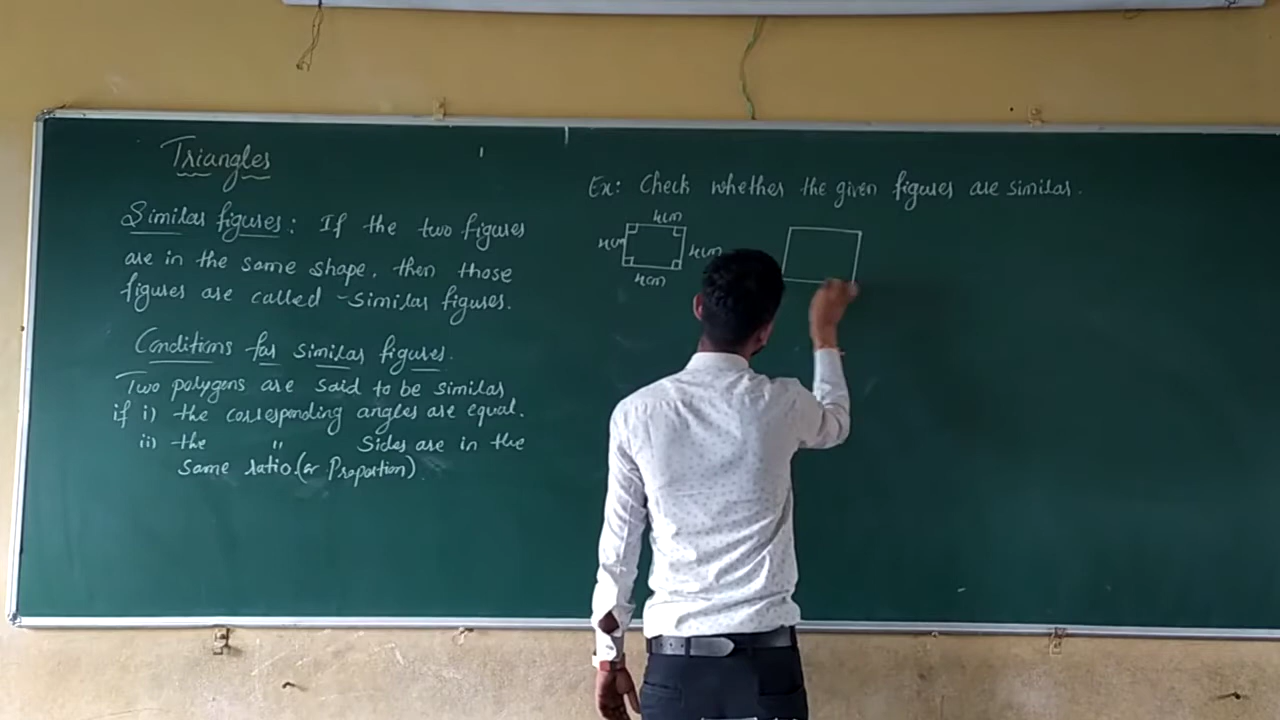 Triangles
Similar figures: If the two figures
are in the same shape, then those
figures are called Similar figures.
Conditions for similar figures.
Two polygons are said to be similar
if i) the corresponding angles are equal.
ii) the " Sides are in the
same ratio.(or Proportion)
Ex: Check whether the given figures are similar.
4cm
4cm
4cm
4cm